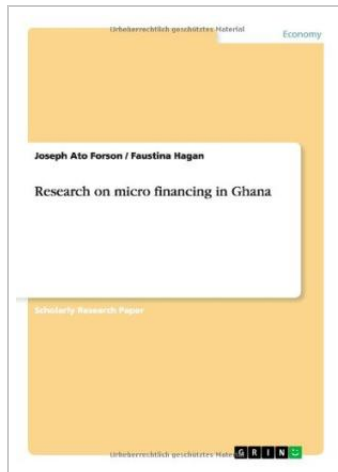 Urheberrechtlich geschütztes Material
Economy
Joseph Ato Forson / Faustina Hagan
Research on micro financing in Ghana
Scholarly Research Paper
Urheberrechtlich geschütztes Mater
GRIN